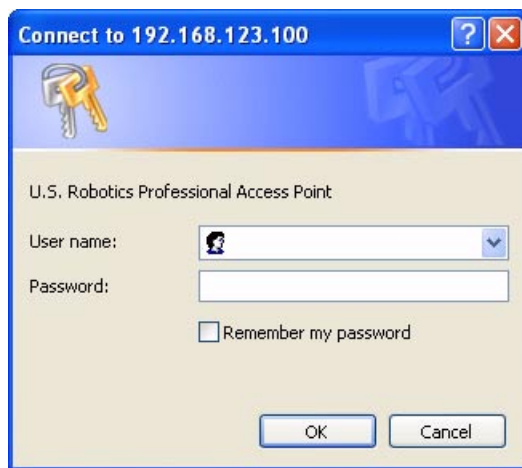 Connect to 192.168.123.100
U.S. Robotics Professional Access Point
User name:
Password:
Remember my password
OK
Cancel